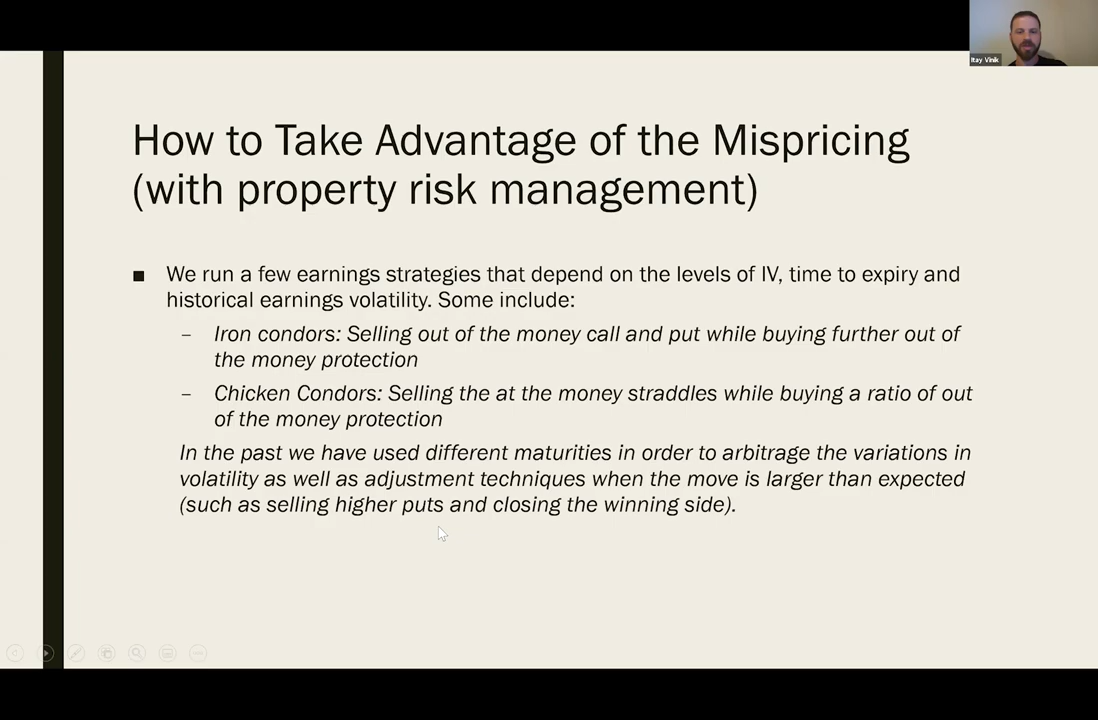 Itay Vinik
How to Take Advantage of the Mispricing
(with property risk management)
■ We run a few earnings strategies that depend on the levels of IV, time to expiry and
historical earnings volatility. Some include:
– Iron condors: Selling out of the money call and put while buying further out of
the money protection
– Chicken Condors: Selling the at the money straddles while buying a ratio of out
of the money protection
In the past we have used different maturities in order to arbitrage the variations in
volatility as well as adjustment techniques when the move is larger than expected
(such as selling higher puts and closing the winning side).